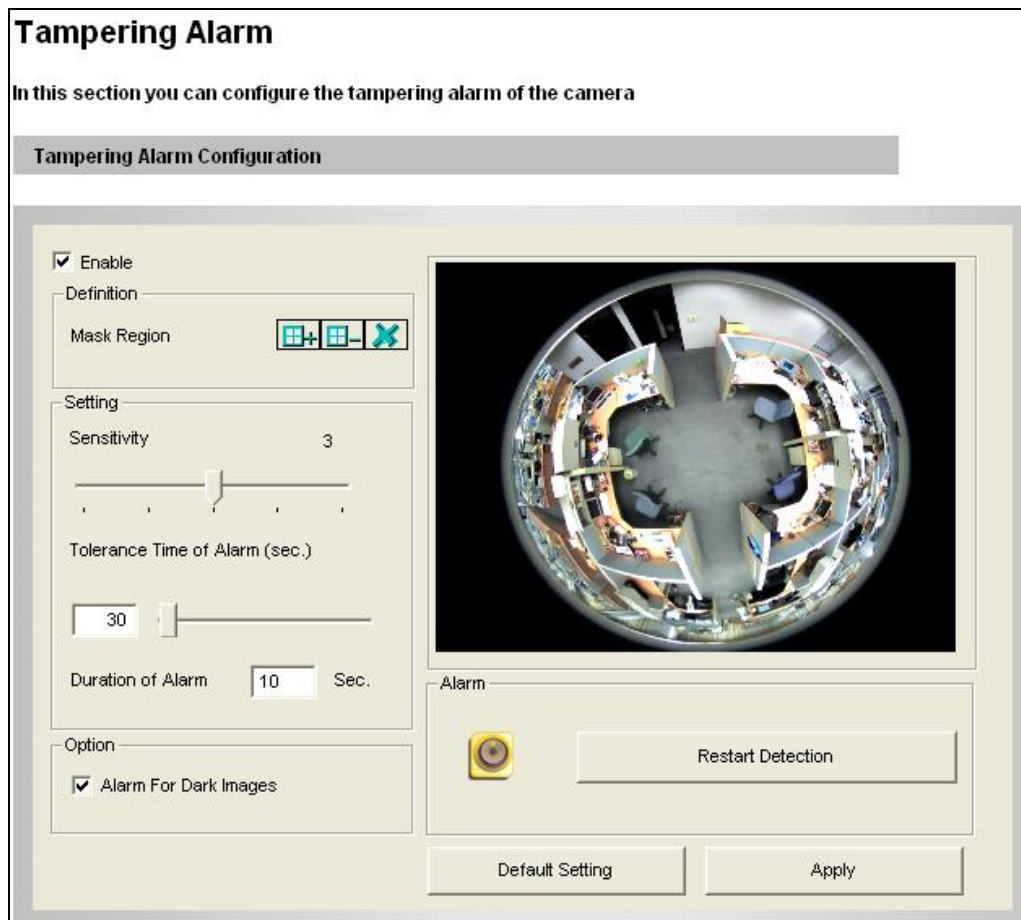 Tampering Alarm
In this section you can configure the tampering alarm of the camera
Tampering Alarm Configuration
Enable
Definition
Mask Region
Setting
Sensitivity 3
Tolerance Time of Alarm (sec.)
30
Duration of Alarm 10 Sec.
Option
Alarm For Dark Images
Alarm
Restart Detection
Default Setting
Apply